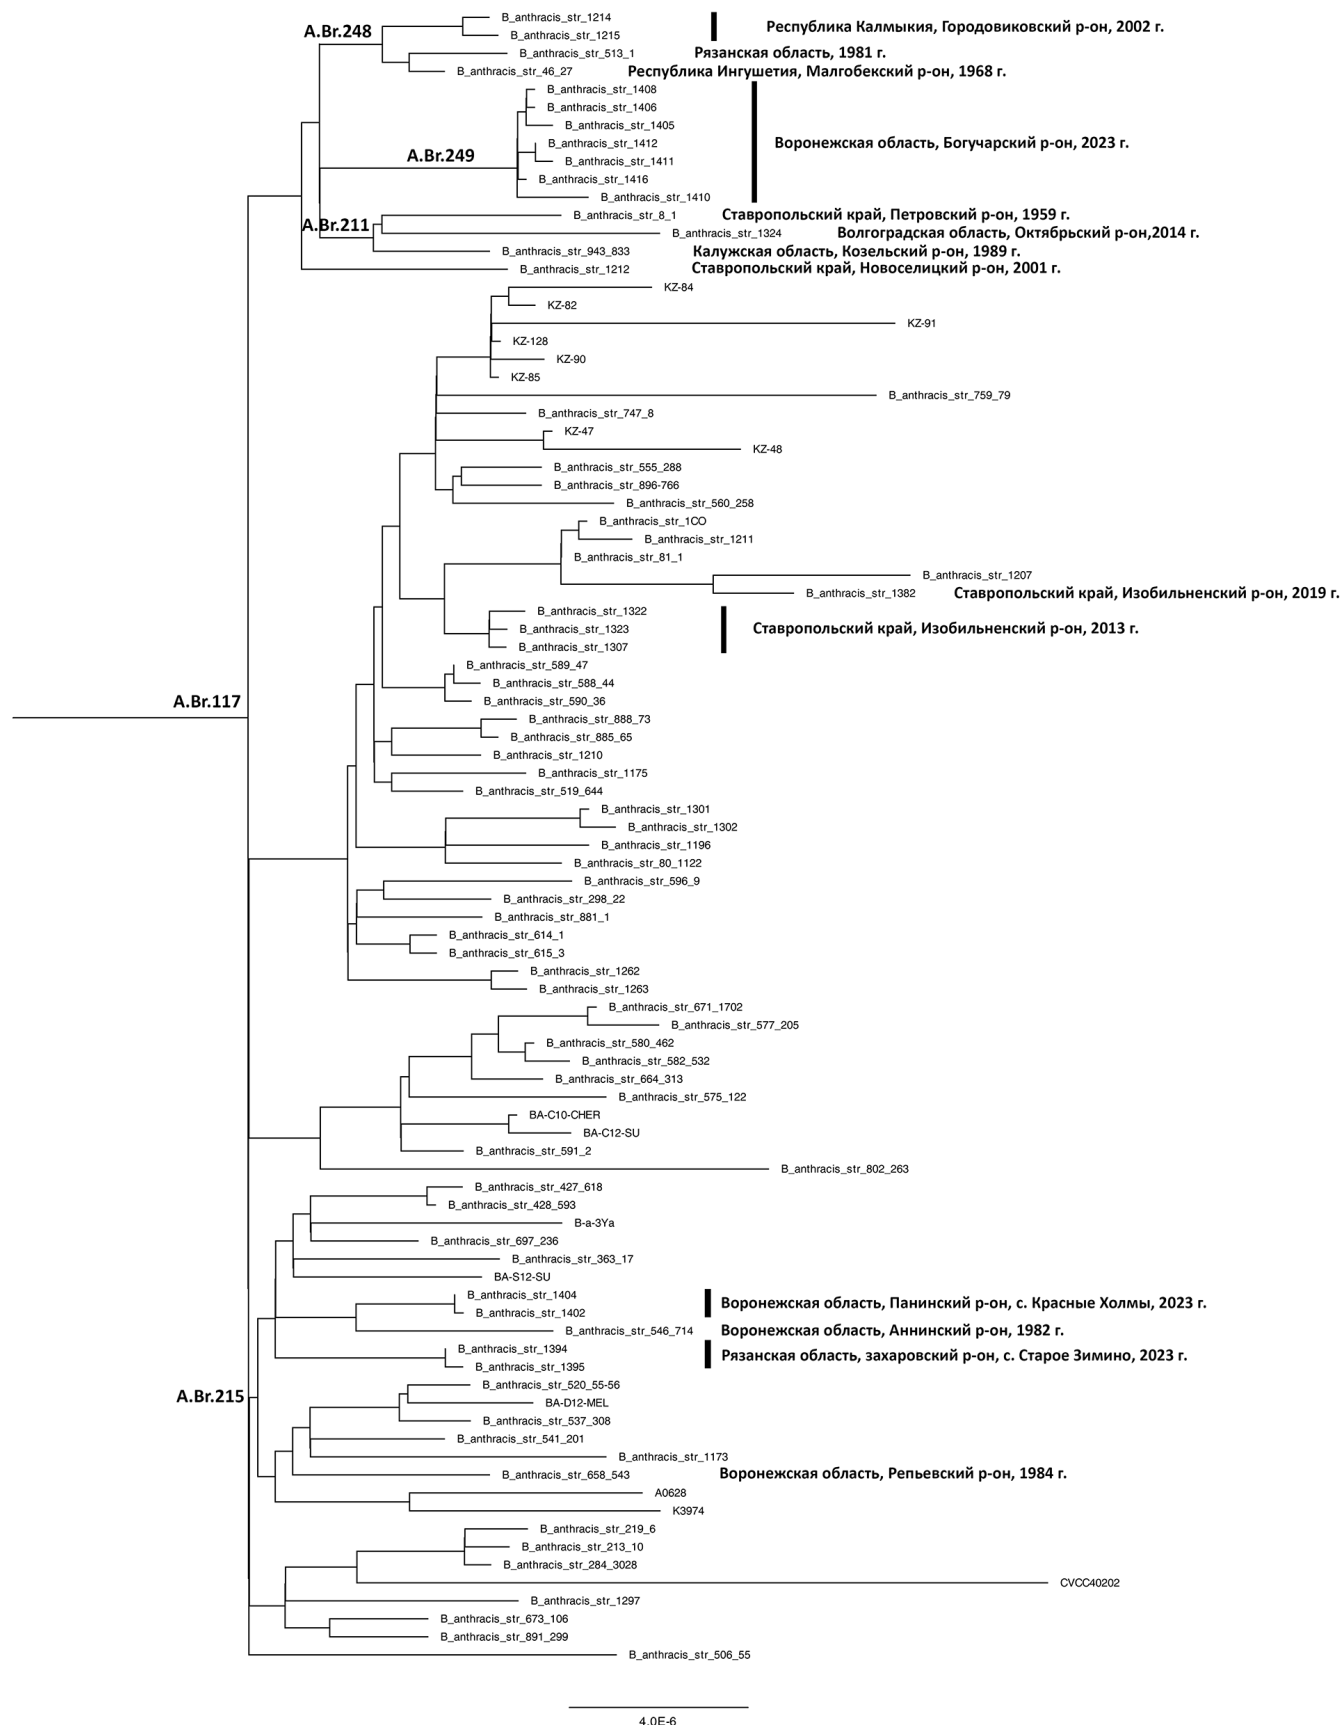 B_anthracis_str_1214
A.Br.248
Республика Калмыкия, Городовиковский р-он, 2002 г.
B_anthracis_str_1215
B_anthracis_str_513_1 Рязанская область, 1981 г.
B_anthracis_str_46_27 Республика Ингушетия, Малгобекский р-он, 1968 г.
B_anthracis_str_1408
B_anthracis_str_1406
B_anthracis_str_1405
B_anthracis_str_1412
Воронежская область, Богучарский р-он, 2023 г.
A.Br.249
B_anthracis_str_1411
B_anthracis_str_1416
B_anthracis_str_1410
B_anthracis_str_8_1 Ставропольский край, Петровский р-он, 1959 г.
A.Br.211
B_anthracis_str_1324 Волгоградская область, Октябрьский р-он,2014 г.
B_anthracis_str_943_833 Калужская область, Козельский р-он, 1989 г.
B_anthracis_str_1212 Ставропольский край, Новоселицкий р-он, 2001 г.
KZ-84
KZ-82
KZ-91
KZ-128
KZ-90
KZ-85
B_anthracis_str_759_79
B_anthracis_str_747_8
KZ-47
KZ-48
B_anthracis_str_555_288
B_anthracis_str_896-766
B_anthracis_str_560_258
B_anthracis_str_1CO
B_anthracis_str_1211
B_anthracis_str_81_1
B_anthracis_str_1207
B_anthracis_str_1382 Ставропольский край, Изобильненский р-он, 2019 г.
B_anthracis_str_1322
B_anthracis_str_1323 Ставропольский край, Изобильненский р-он, 2013 г.
B_anthracis_str_1307
B_anthracis_str_589_47
B_anthracis_str_588_44
B_anthracis_str_590_36
A.Br.117
B_anthracis_str_888_73
B_anthracis_str_885_65
B_anthracis_str_1210
B_anthracis_str_1175
B_anthracis_str_519_644
B_anthracis_str_1301
B_anthracis_str_1302
B_anthracis_str_1196
B_anthracis_str_80_1122
B_anthracis_str_596_9
B_anthracis_str_298_22
B_anthracis_str_881_1
B_anthracis_str_614_1
B_anthracis_str_615_3
B_anthracis_str_1262
B_anthracis_str_1263
B_anthracis_str_671_1702
B_anthracis_str_577_205
B_anthracis_str_580_462
B_anthracis_str_582_532
B_anthracis_str_664_313
B_anthracis_str_575_122
BA-C10-CHER
BA-C12-SU
B_anthracis_str_591_2
B_anthracis_str_802_263
B_anthracis_str_427_618
B_anthracis_str_428_593
B-a-3Ya
B_anthracis_str_697_236
B_anthracis_str_363_17
BA-S12-SU
B_anthracis_str_1404
Воронежская область, Панинский р-он, с. Красные Холмы, 2023 г.
B_anthracis_str_1402
B_anthracis_str_546_714 Воронежская область, Аннинский р-он, 1982 г.
B_anthracis_str_1394
Рязанская область, захаровский р-он, с. Старое Зимино, 2023 г.
B_anthracis_str_1395
B_anthracis_str_520_55-56
A.Br.215
BA-D12-MEL
B_anthracis_str_537_308
B_anthracis_str_541_201
B_anthracis_str_1173
B_anthracis_str_658_543 Воронежская область, Репьевский р-он, 1984 г.
A0628
K3974
B_anthracis_str_219_6
B_anthracis_str_213_10
B_anthracis_str_284_3028
CVCC40202
B_anthracis_str_1297
B_anthracis_str_673_106
B_anthracis_str_891_299
B_anthracis_str_506_55
4.0E-6